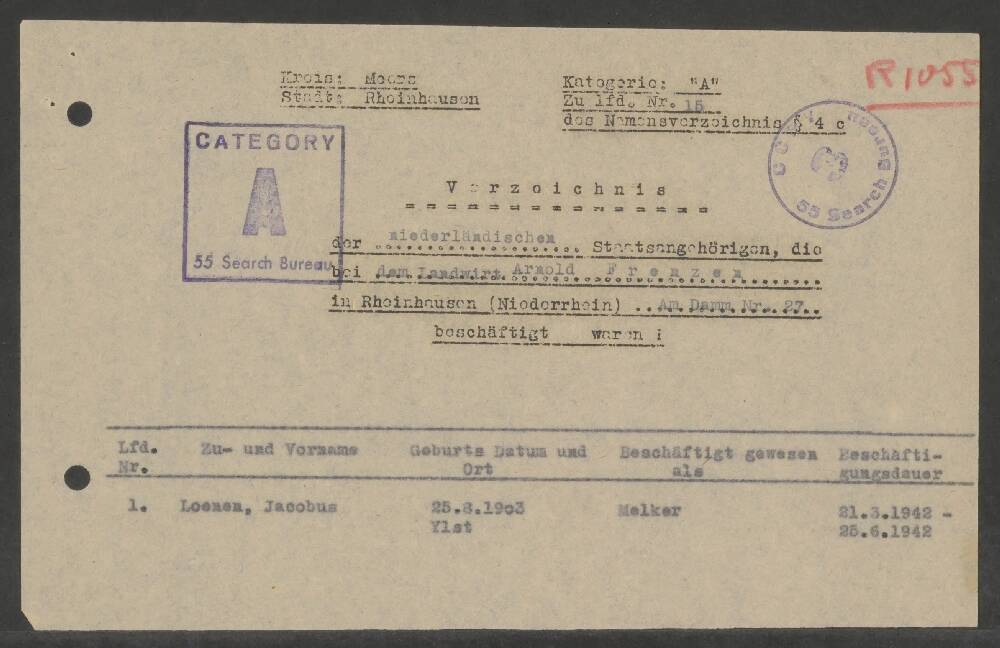 Kreis: Moers
Stadt: Rheinhausen
Kategorie: "A"
Zu lfd. Nr. 15
des Namensverzeichnis § 4 c
R1055
CATEGORY
A
55 Search Bureau
55 Search Bureau
Verzeichnis
der niederländischen Staatsangehörigen, die
bei dem Landwirt Arnold Frenzen
in Rheinhausen (Niederrhein) .. Am Damm Nr. 27
beschäftigt waren :
Lfd. Nr. Zu- und Vorname Geburts Datum und Ort Beschäftigt gewesen als Beschäfti-gungsdauer
1. Loenen, Jacobus 25.8.1903 Melker 21.3.1942 -
Ylst 25.6.1942